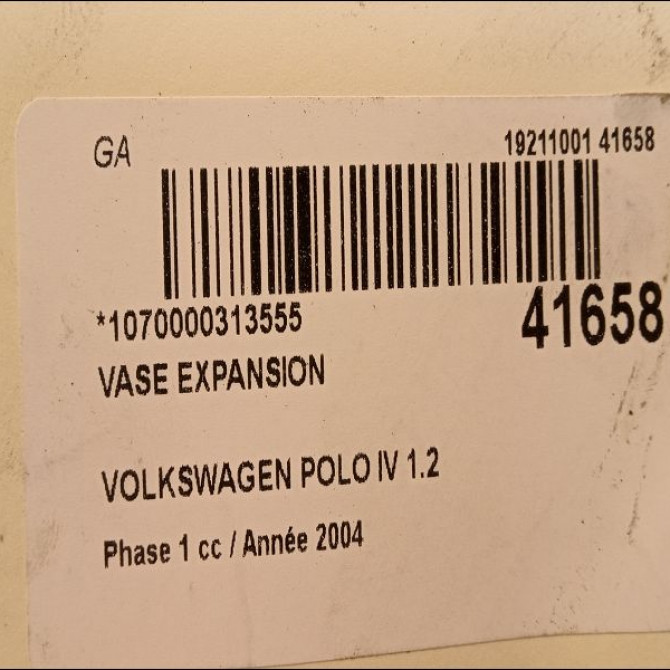 GA
19211001 41658
*1070000313555
41658
VASE EXPANSION
VOLKSWAGEN POLO IV 1.2
Phase 1 cc / Année 2004